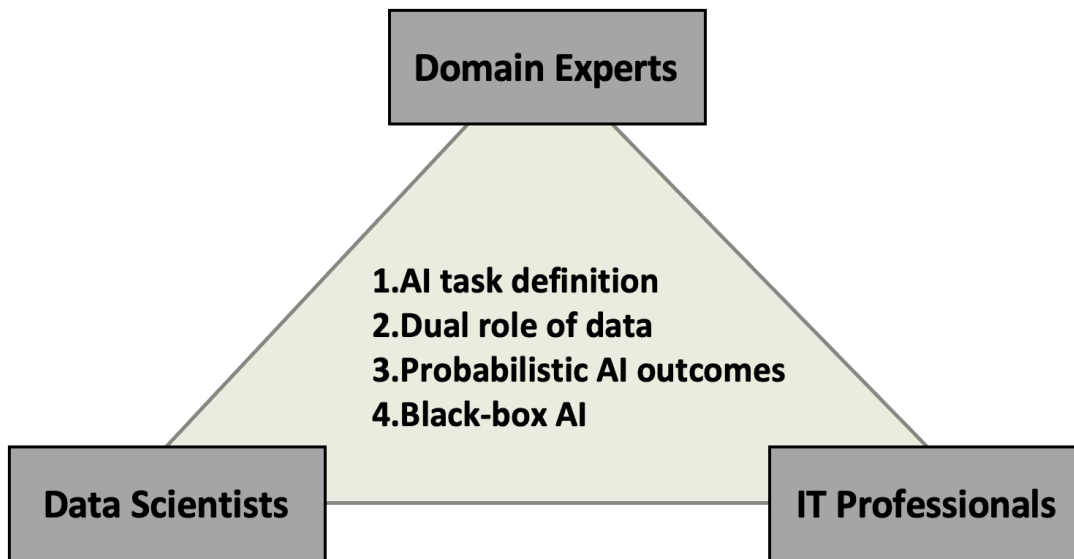 Domain Experts
1.AI task definition
2.Dual role of data
3.Probabilistic AI outcomes
4.Black-box AI
Data Scientists
IT Professionals